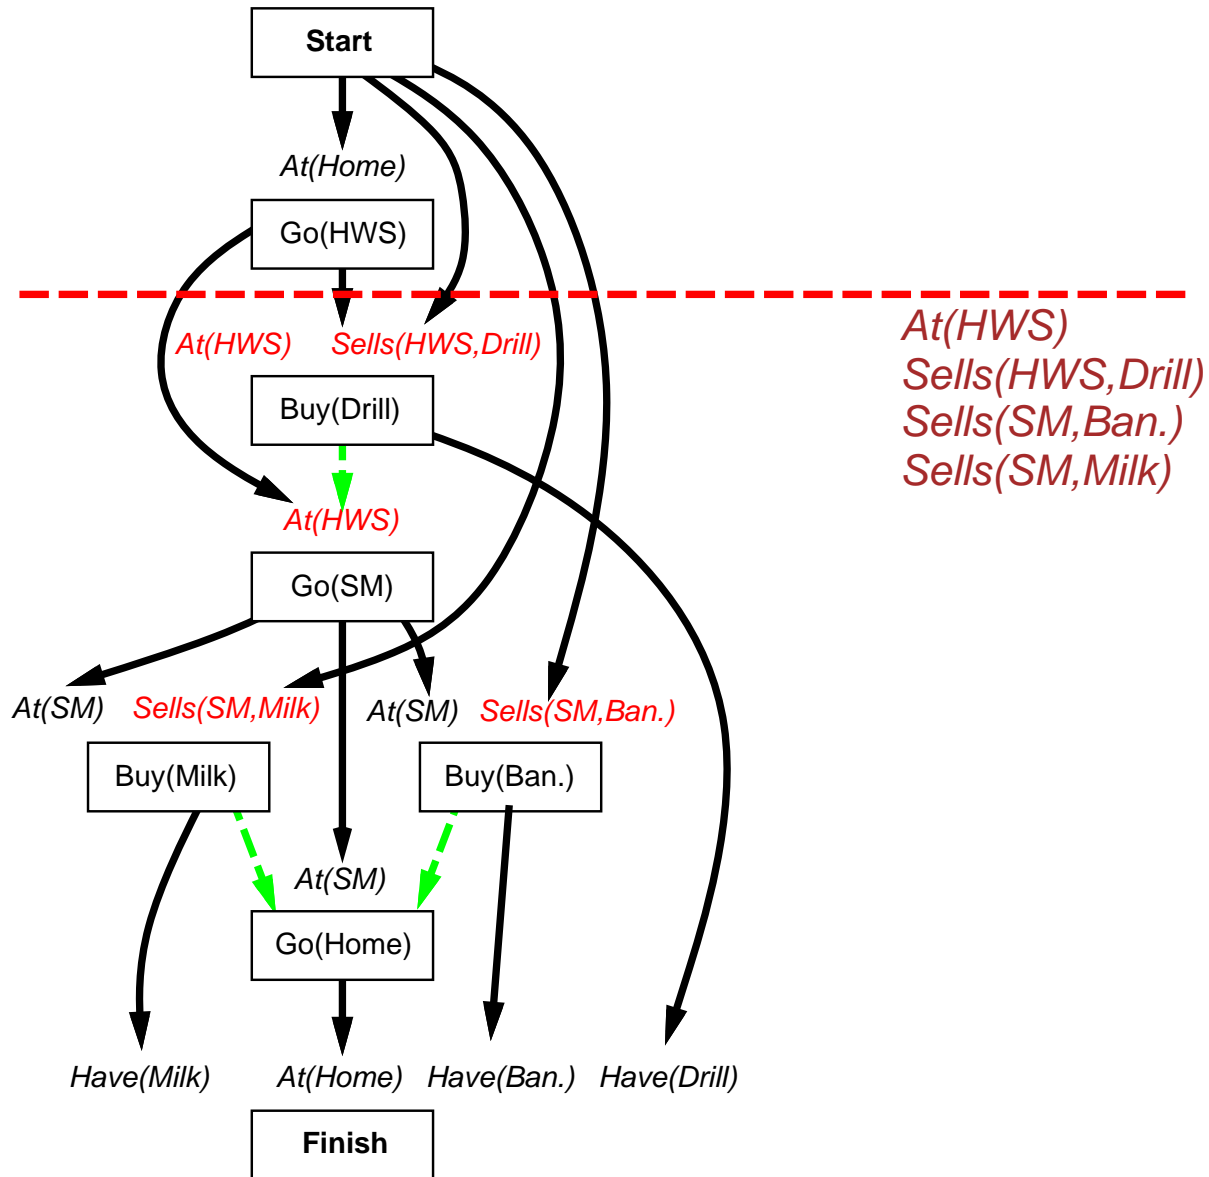 Start
At(Home)
Go(HWS)
At(HWS) Sells(HWS,Drill)
Buy(Drill)
At(HWS)
Go(SM)
At(SM) Sells(SM,Milk) At(SM) Sells(SM,Ban.)
Buy(Milk) Buy(Ban.)
At(SM)
Go(Home)
Have(Milk) At(Home) Have(Ban.) Have(Drill)
Finish
At(HWS)
Sells(HWS,Drill)
Sells(SM,Ban.)
Sells(SM,Milk)